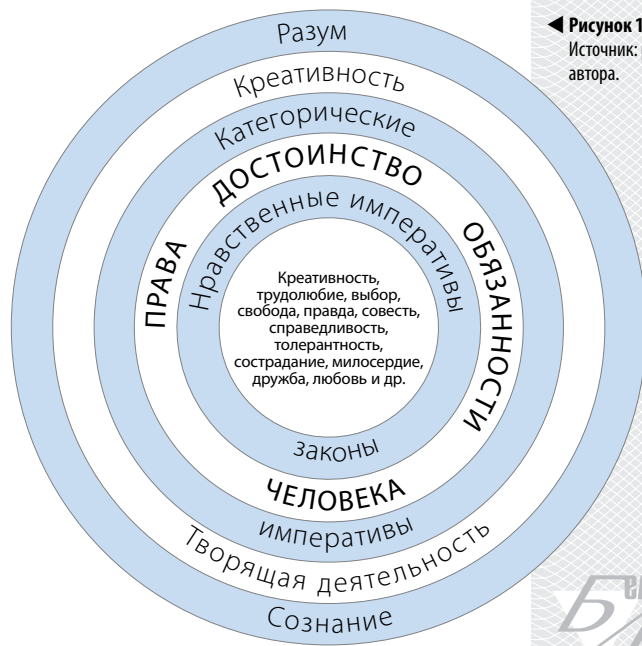 Разум
Креативность
Категорические
ДОСТОИНСТВО
Нравственные императивы
ПРАВА
ОБЯЗАННОСТИ
Креативность,
трудолюбие, выбор,
свобода, правда, совесть,
справедливость,
толерантность,
сострадание, милосердие,
дружба, любовь и др.
законы
ЧЕЛОВЕКА
императивы
Творящая деятельность
Сознание
◀ Рисунок 1
Источник:
автора.